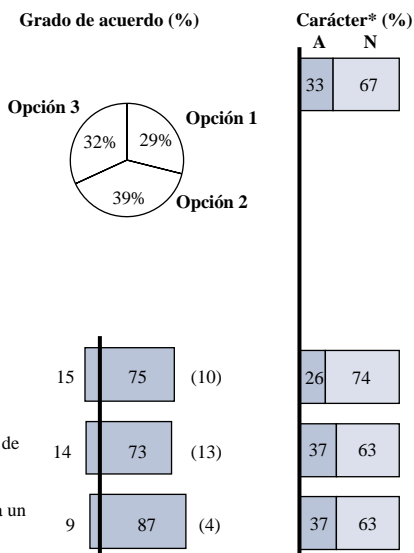 Grado de acuerdo (%) Carácter* (%)
A N
33 67
Opción 3
Opción 1
32% 29%
39%
Opción 2
15 75 (10) 26 74
de
14 73 (13) 37 63
un
9 87 (4) 37 63